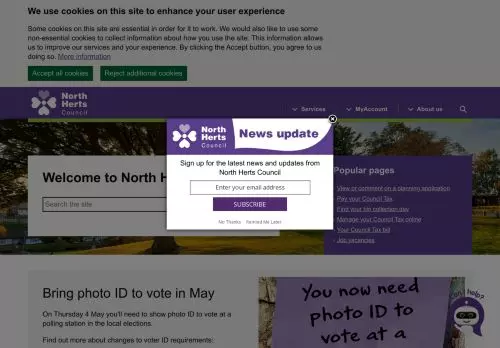 We use cookies on this site to enhance your user experience
Some cookies on this site are essential in order for it to work. We would also like to use some
non-essential cookies to collect information about how you use the site. This information allows
us to improve our services and your experience. By clicking the Accept button, you agree to us
doing so. More information
Accept all cookies
Reject additional cookies
North
Herts
Council
Services
MyAccount
About us
North
Herts
Council
News update
Sign up for the latest news and updates from
North Herts Council
Enter your email address
SUBSCRIBE
No Thanks
Remind Me Later
Welcome to North H
Search the site
Popular pages
View or comment on a planning application
Pay your Council Tax
Find your bin collection day
Manage your Council Tax online
Your Council Tax bill
Job vacancies
Bring photo ID to vote in May
On Thursday 4 May you'll need to show photo ID to vote at a
polling station in the local elections.
Find out more about changes to voter ID requirements:
You now need
photo ID to
vote at a
help?